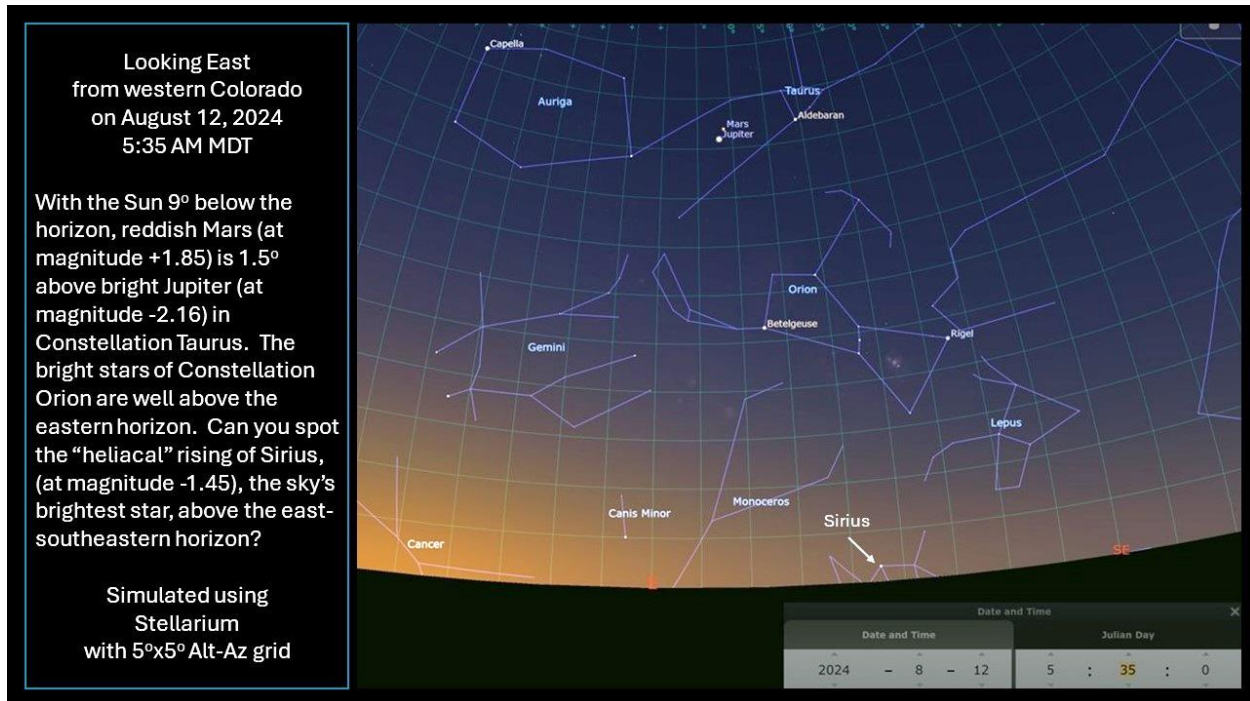 Looking East
from western Colorado
on August 12, 2024
5:35 AM MDT
With the Sun 9º below the
horizon, reddish Mars (at
magnitude +1.85) is 1.5º
above bright Jupiter (at
magnitude -2.16) in
Constellation Taurus.  The
bright stars of Constellation
Orion are well above the
eastern horizon.  Can you spot
the “heliacal” rising of Sirius,
(at magnitude -1.45), the sky’s
brightest star, above the east-
southeastern horizon?
Simulated using
Stellarium
with 5ºx5º Alt-Az grid
Capella
Auriga
Taurus
Aldebaran
Mars
Jupiter
Orion
Betelgeuse
Rigel
Gemini
Lepus
Monoceros
Canis Minor
Sirius
Cancer
E
SE
Date and Time
Date and Time
Julian Day
2024 - 8 - 12
5 : 35 : 0